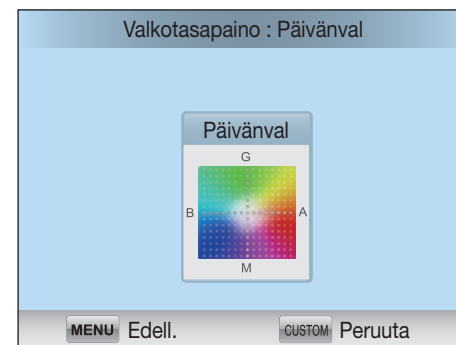 Valkotasapaino : Päivänval
Päivänval
G
B A
M
MENU Edell. CUSTOM Peruuta